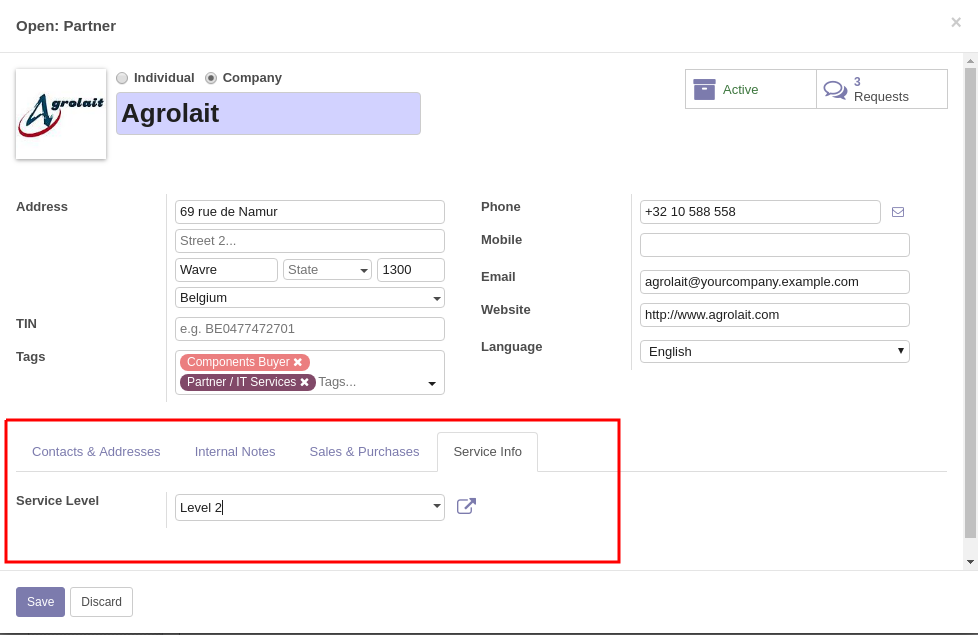 Open: Partner ×
Agrolait
Individual Company
Agrolait
Active
3
Requests
Address
69 rue de Namur
Street 2...
Wavre State 1300
Belgium
TIN e.g. BE0477472701
Tags Components Buyer ✖
Partner / IT Services ✖ Tags...
Phone +32 10 588 558
Mobile
Email agrolait@yourcompany.example.com
Website http://www.agrolait.com
Language English
Contacts & Addresses Internal Notes Sales & Purchases Service Info
Service Level Level 2
Save Discard